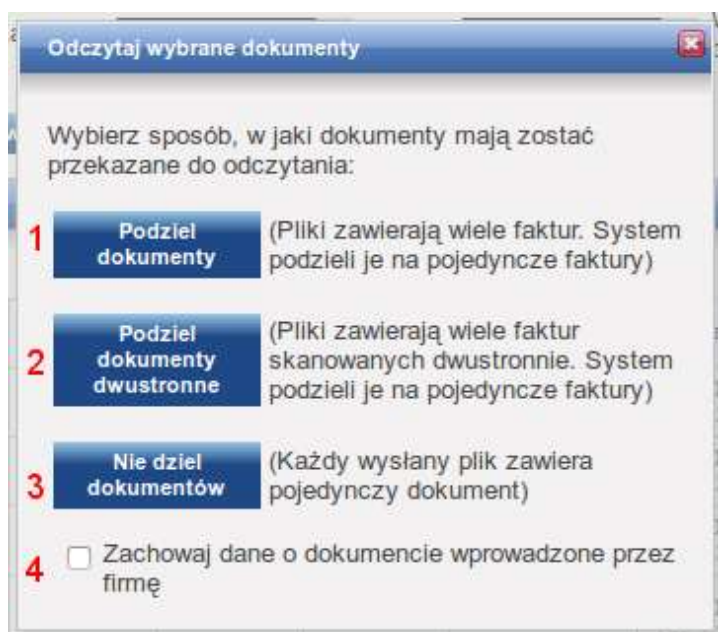 Odczytaj wybrane dokumenty
Wybierz sposób, w jaki dokumenty mają zostać
przekazane do odczytania:
1 Podziel dokumenty (Pliki zawierają wiele faktur. System
podzieli je na pojedyncze faktury)
2 Podziel dokumenty dwustronne (Pliki zawierają wiele faktur
skanowanych dwustronnie. System
podzieli je na pojedyncze faktury)
3 Nie dziel dokumentów (Każdy wysłany plik zawiera
pojedynczy dokument)
4 Zachowaj dane o dokumencie wprowadzone przez
firmę